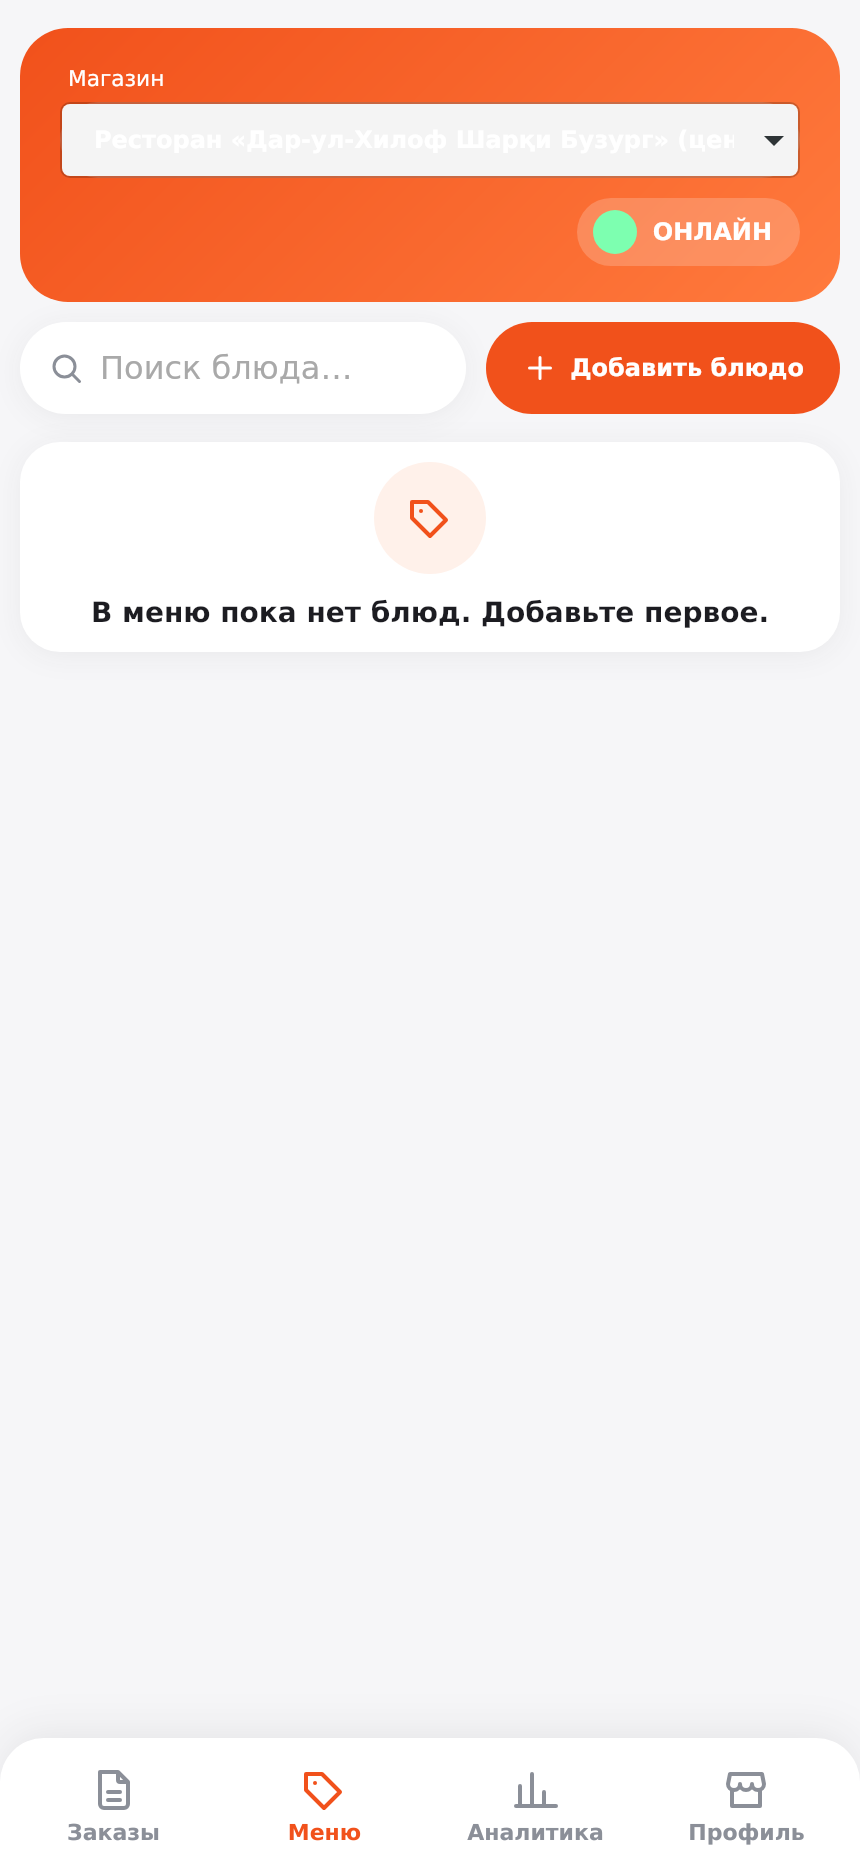 Магазин
Ресторан «Дар-ул-Хилоф Шарқи Бузург» (цен
ОНЛАЙН
Поиск блюда...
Добавить блюдо
В меню пока нет блюд. Добавьте первое.
Заказы
Меню
Аналитика
Профиль